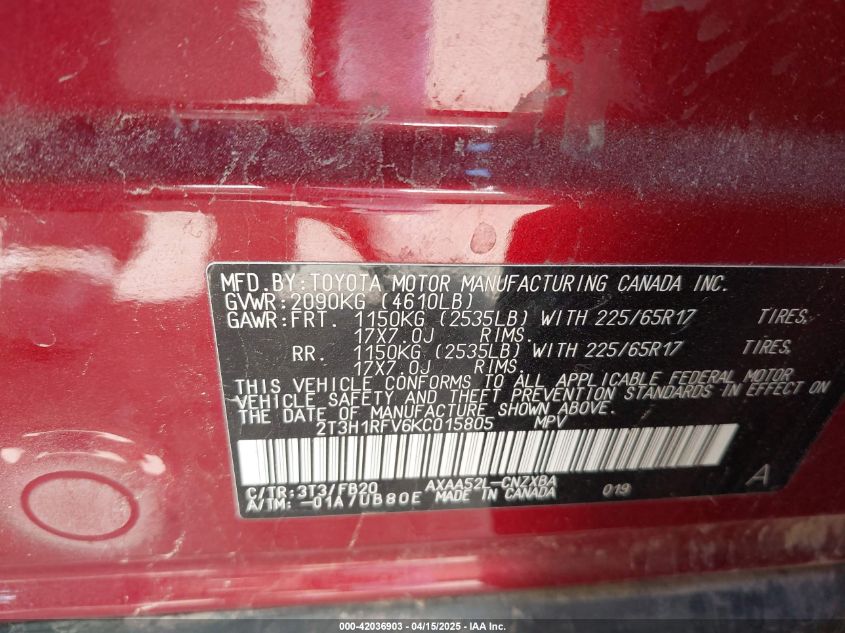 MFD.BY:TOYOTA MOTOR MANUFACTURING CANADA INC.
GVWR:2090KG (4610LB)
GAWR:FRT. 1150KG (2535LB) WITH 225/65R17 TIRES,
17X7.0J RIMS.
RR. 1150KG (2535LB) WITH 225/65R17 TIRES,
17X7.0J RIMS.
THIS VEHICLE CONFORMS TO ALL APPLICABLE FEDERAL MOTOR
VEHICLE SAFETY AND THEFT PREVENTION STANDARDS IN EFFECT ON
THE DATE OF MANUFACTURE SHOWN ABOVE.
2T3H1RFV6KC015805 MPV
C/TR:3T3/FB20 AXAA52L-CNZXBA 019 A
A/TM: -01A/UB80E MADE IN CANADA
000-42036903 - 04/15/2025 - IAA Inc.